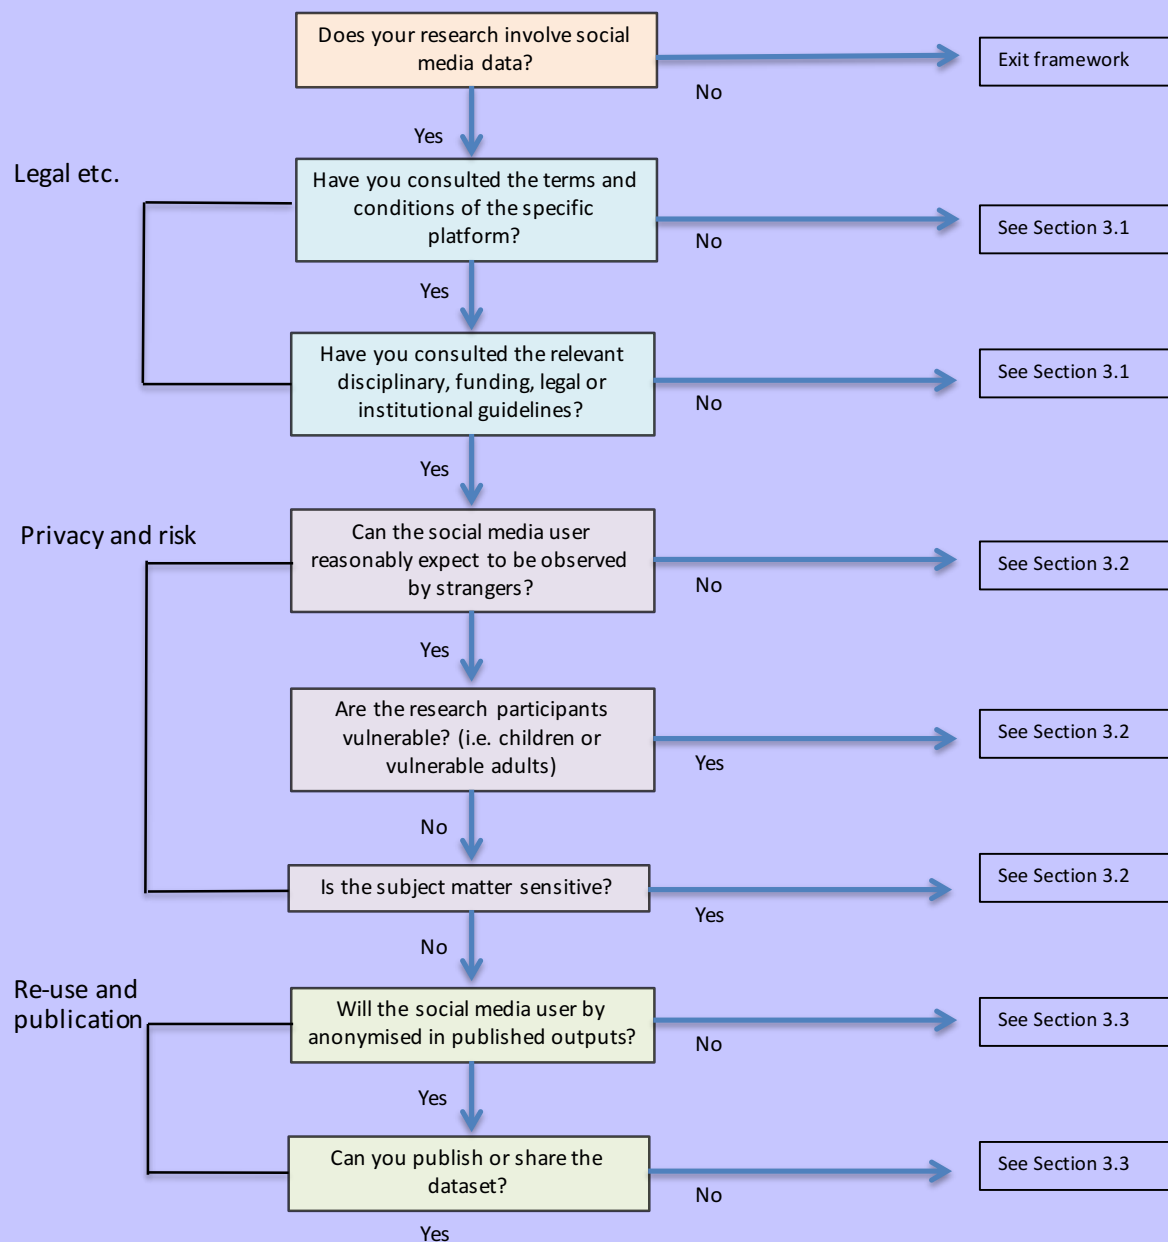 Does your research involve social
media data?
Exit framework
No
Yes
Legal etc.
Have you consulted the terms and
conditions of the specific
platform?
See Section 3.1
No
Yes
Have you consulted the relevant
disciplinary, funding, legal or
institutional guidelines?
See Section 3.1
No
Yes
Privacy and risk
Can the social media user
reasonably expect to be observed
by strangers?
See Section 3.2
No
Yes
Are the research participants
vulnerable? (i.e. children or
vulnerable adults)
See Section 3.2
Yes
No
Is the subject matter sensitive?
See Section 3.2
Yes
No
Re-use and
publication
Will the social media user by
anonymised in published outputs?
See Section 3.3
No
Yes
Can you publish or share the
dataset?
See Section 3.3
No
Yes